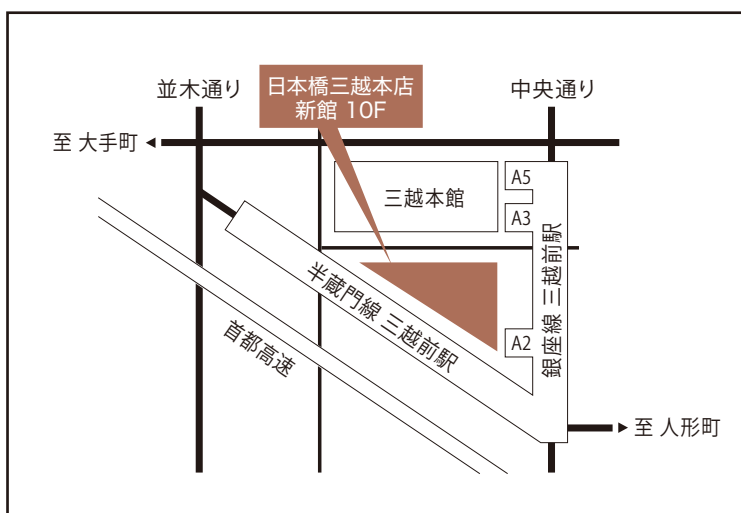 並木通り
日本橋三越本店
新館 10F
中央通り
至 大手町
三越本館
A5
A3
銀座線 三越前駅
半蔵門線 三越前駅
A2
首都高速
至 人形町